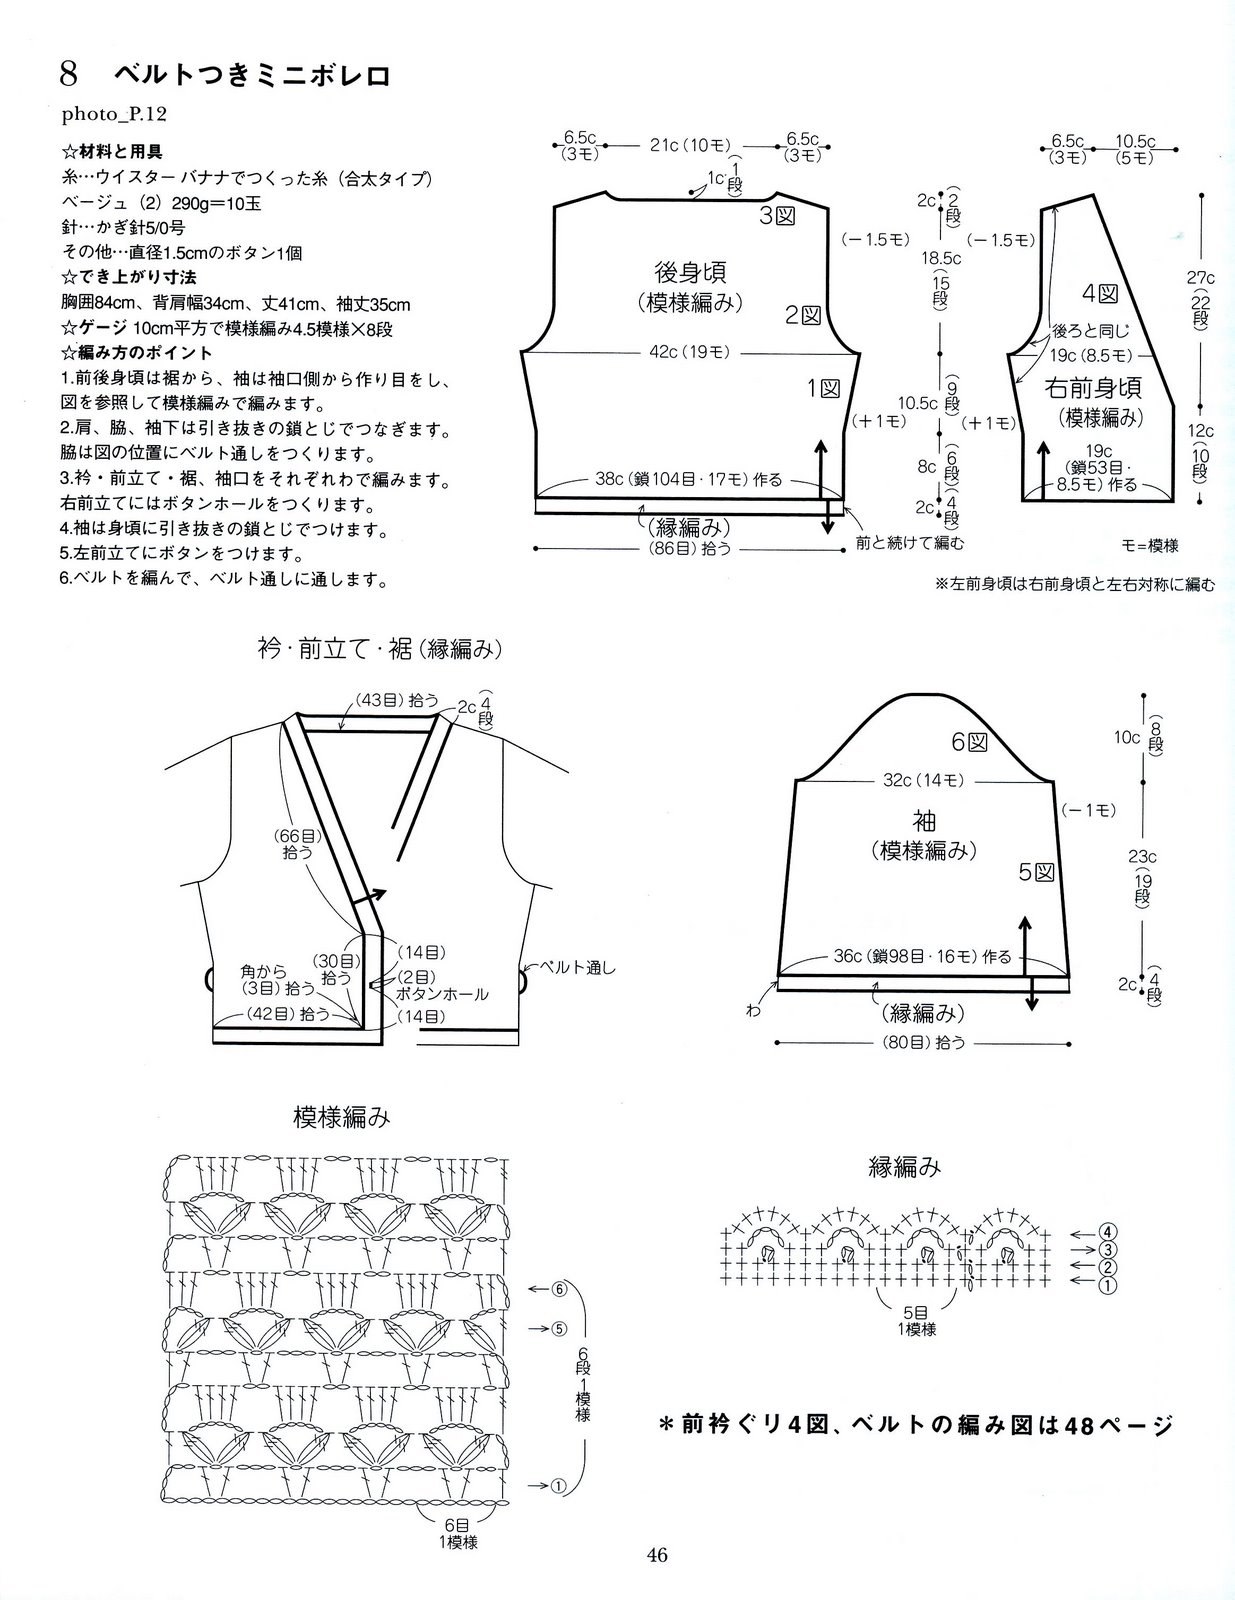 8 ベルトつきミニボレロ
photo_P.12
☆材料と用具
糸…ウイスター バナナでつくった糸（合太タイプ）
ベージュ（2）290g＝10玉
針…かぎ針5/0号
その他…直径1.5cmのボタン1個
☆でき上がり寸法
胸囲84cm、背肩幅34cm、丈41cm、袖丈35cm
☆ゲージ 10cm平方で模様編み4.5模様×8段
☆編み方のポイント
1.前後身頃は裾から、袖は袖口側から作り目をし、
図を参照して模様編みで編みます。
2.肩、脇、袖下は引き抜きの鎖とじでつなぎます。
脇は図の位置にベルト通しをつくります。
3.衿・前立て・裾、袖口をそれぞれわで編みます。
右前立てにはボタンホールをつくります。
4.袖は身頃に引き抜きの鎖とじでつけます。
5.左前立てにボタンをつけます。
6.ベルトを編んで、ベルト通しに通します。
6.5c
（3モ）
21c（10モ）
6.5c
（3モ）
1c（1段）
3図
後身頃
（模様編み）
2図
42c（19モ）
1図
38c（鎖104目・17モ）作る
（縁編み）
（86目）拾う
前と続けて編む
2c（2段）
（－1.5モ）
18.5c
（15段）
10.5c（9段）
（＋1モ）
8c（6段）
2c（4段）
6.5c
（3モ）
10.5c
（5モ）
（－1.5モ）
4図
後ろと同じ
19c（8.5モ）
右前身頃
（模様編み）
（＋1モ）
19c
（鎖53目・
8.5モ）作る
27c
（22段）
12c
（10段）
モ=模様
※左前身頃は右前身頃と左右対称に編む
衿・前立て・裾（縁編み）
（43目）拾う
2c（4段）
（66目）
拾う
（30目）
拾う
角から
（3目）拾う
（42目）拾う
（14目）
（2目）
ボタンホール
（14目）
ベルト通し
6図
32c（14モ）
袖
（模様編み）
5図
36c（鎖98目・16モ）作る
わ
（縁編み）
（80目）拾う
10c（8段）
（－1モ）
23c
（19段）
2c（4段）
模様編み
⑥
⑤
①
6段1模様
6目
1模様
縁編み
④
③
②
①
5目
1模様
＊前衿ぐり4図、ベルトの編み図は48ページ
46